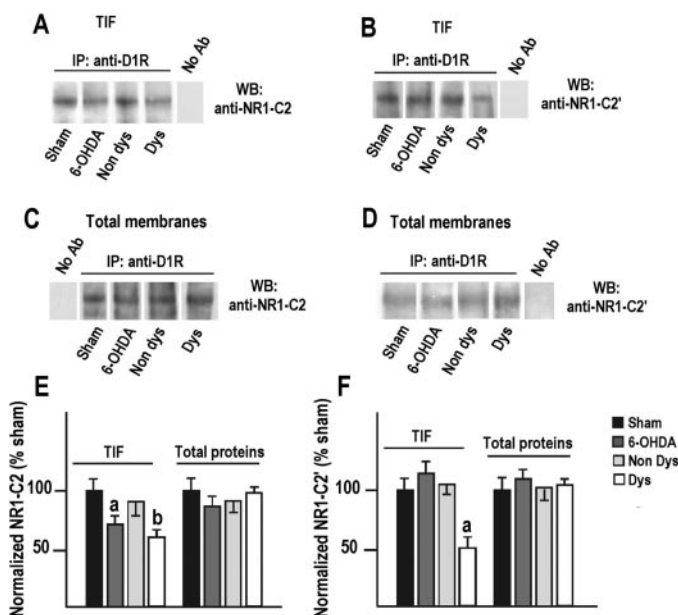 A
TIF
IP: anti-D1R
No Ab
WB:
anti-NR1-C2
Sham
6-OHDA
Non dys
Dys
B
TIF
IP: anti-D1R
No Ab
WB:
anti-NR1-C2'
Sham
6-OHDA
Non dys
Dys
C
Total membranes
No Ab
IP: anti-D1R
WB:
anti-NR1-C2
Sham
6-OHDA
Non dys
Dys
D
Total membranes
IP: anti-D1R
No Ab
WB:
anti-NR1-C2'
Sham
6-OHDA
Non dys
Dys
E
Normalized NR1-C2 (% sham)
100
50
TIF
Total proteins
a
b
F
Normalized NR1-C2' (% sham)
100
50
TIF
Total proteins
a
Sham
6-OHDA
Non Dys
Dys